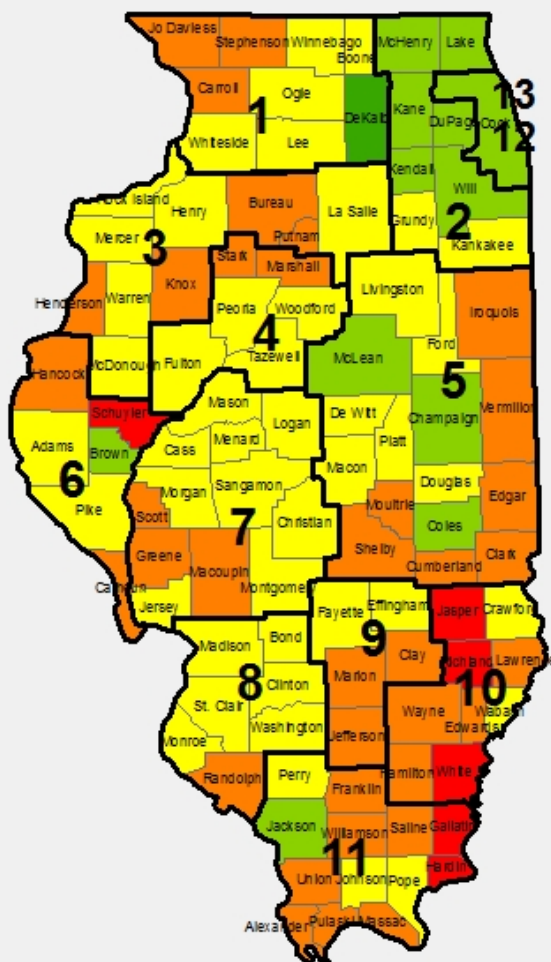 Jo Daviess
Stephenson
Winnebago
Boone
McHenry
Lake
Carroll
Ogle
DeKalb
Kane
DuPage
Cook
13
12
1
Whiteside
Lee
Kendall
Will
Rock Island
Henry
Bureau
La Salle
Grundy
2
Mercer
Putnam
Kankakee
3
Stark
Marshall
Henderson
Warren
Knox
Livingston
Iroquois
Peoria
Woodford
4
Ford
McDonough
Fulton
Tazewell
McLean
Hancock
5
Mason
Schuyler
De Witt
Champaign
Vermilion
Logan
Menard
Adams
Brown
Cass
Piatt
Macon
6
Sangamon
Douglas
Morgan
Pike
7
Christian
Moultrie
Edgar
Scott
Coles
Greene
Shelby
Macoupin
Clark
Cumberland
Calhoun
Montgomery
Jersey
Fayette
Effingham
Jasper
Crawford
Madison
Bond
9
Clay
Richland
Lawrence
8
Clinton
Marion
10
St. Clair
Wayne
Wabash
Edwards
Washington
Monroe
Jefferson
Randolph
Perry
Hamilton
White
Franklin
Jackson
Williamson
Saline
Gallatin
11
Hardin
Union
Johnson
Pope
Alexander
Pulaski
Massac